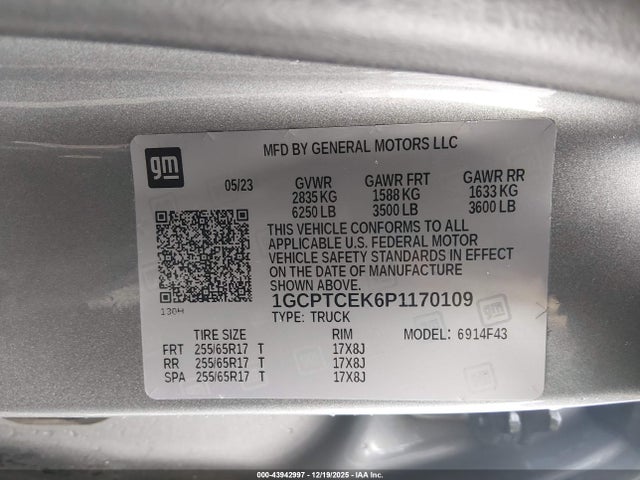 gm
MFD BY GENERAL MOTORS LLC
05/23 GVWR GAWR FRT GAWR RR
2835 KG 1588 KG 1633 KG
6250 LB 3500 LB 3600 LB
THIS VEHICLE CONFORMS TO ALL
APPLICABLE U.S. FEDERAL MOTOR
VEHICLE SAFETY STANDARDS IN EFFECT
ON THE DATE OF MANUFACTURE
SHOWN ABOVE.
1GCPTCEK6P1170109
130H
TYPE: TRUCK
TIRE SIZE RIM MODEL: 6914F43
FRT 255/65R17 T 17X8J
RR 255/65R17 T 17X8J
SPA 255/65R17 T 17X8J
000-43942997 - 12/19/2025 - IAAI.COM